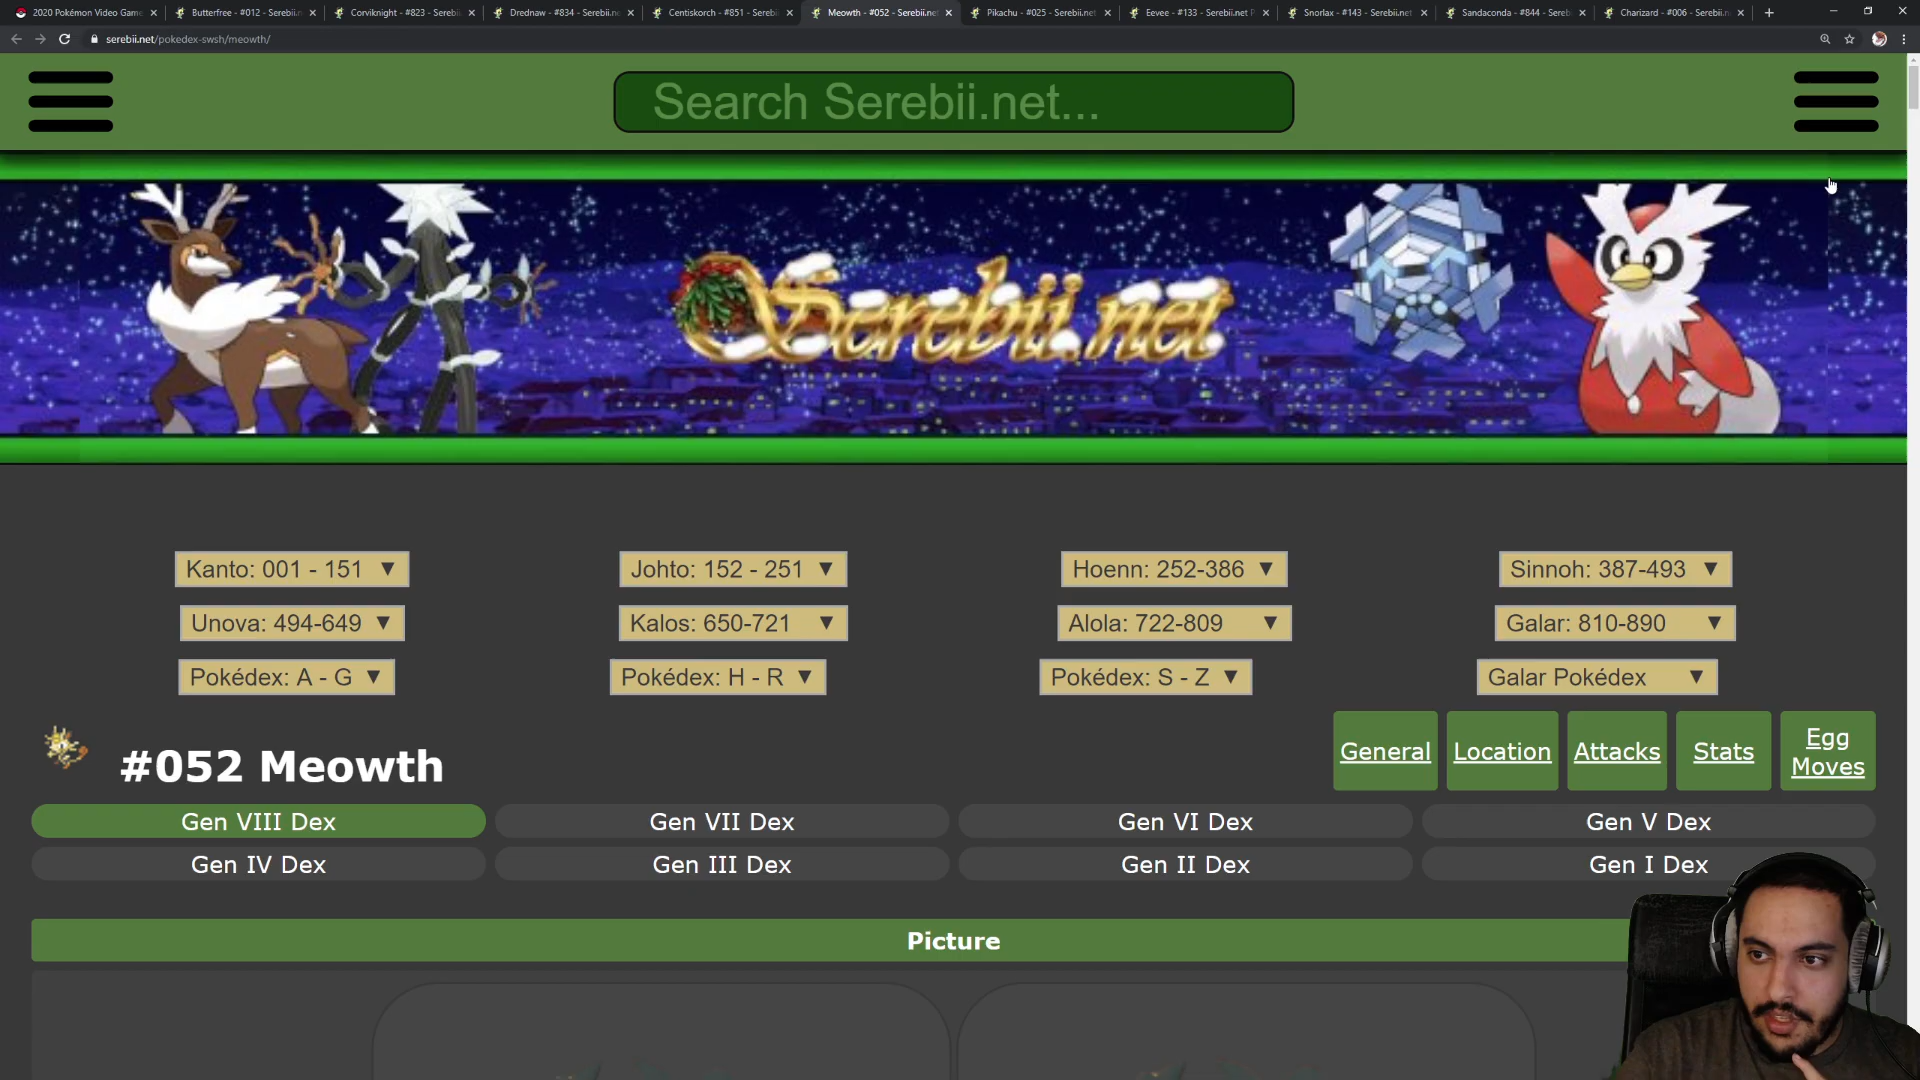 2020 Pokémon Video Game
Butterfree - #012 - Serebii.n
Corviknight - #823 - Serebii
Drednaw - #834 - Serebii.n
Centiskorch - #851 - Serebi
Meowth - #052 - Serebii.net
Pikachu - #025 - Serebii.net
Eevee - #133 - Serebii.net P
Snorlax - #143 - Serebii.net
Sandaconda - #844 - Sereb
Charizard - #006 - Serebii.n
serebii.net/pokedex-swsh/meowth/
Search Serebii.net...
Serebii.net
Kanto: 001 - 151 ▼
Johto: 152 - 251 ▼
Hoenn: 252-386 ▼
Sinnoh: 387-493 ▼
Unova: 494-649 ▼
Kalos: 650-721 ▼
Alola: 722-809 ▼
Galar: 810-890 ▼
Pokédex: A - G ▼
Pokédex: H - R ▼
Pokédex: S - Z ▼
Galar Pokédex ▼
#052 Meowth
General
Location
Attacks
Stats
Egg
Moves
Gen VIII Dex
Gen VII Dex
Gen VI Dex
Gen V Dex
Gen IV Dex
Gen III Dex
Gen II Dex
Gen I Dex
Picture